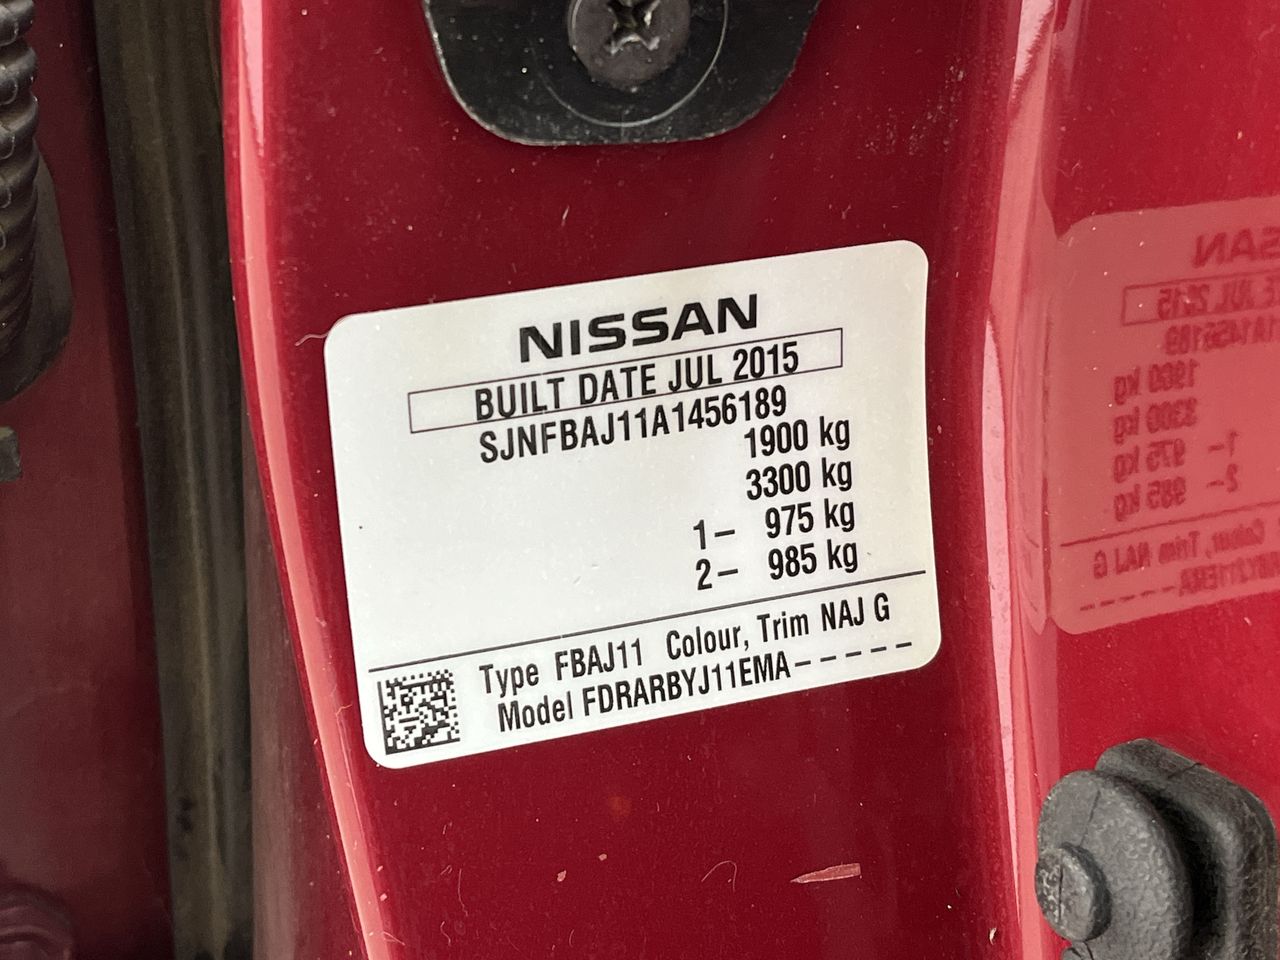 NISSAN
BUILT DATE JUL 2015
SJNFBAJ11A1456189
1900 kg
3300 kg
1– 975 kg
2– 985 kg
Type FBAJ11 Colour, Trim NAJ G
Model FDRARBYJ11EMA–––––